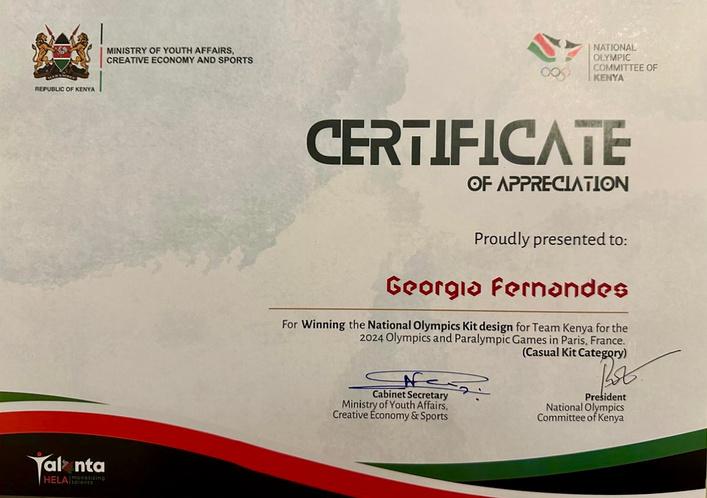 REPUBLIC OF KENYA
MINISTRY OF YOUTH AFFAIRS,
CREATIVE ECONOMY AND SPORTS
NATIONAL
OLYMPIC
COMMITTEE OF
KENYA
CERTIFICATE
OF APPRECIATION
Proudly presented to:
Georgia Fernandes
For Winning the National Olympics Kit design for Team Kenya for the
2024 Olympics and Paralympic Games in Paris, France.
(Casual Kit Category)
Cabinet Secretary
Ministry of Youth Affairs,
Creative Economy & Sports
President
National Olympics
Committee of Kenya
Talanta
HELA monetizing
talents